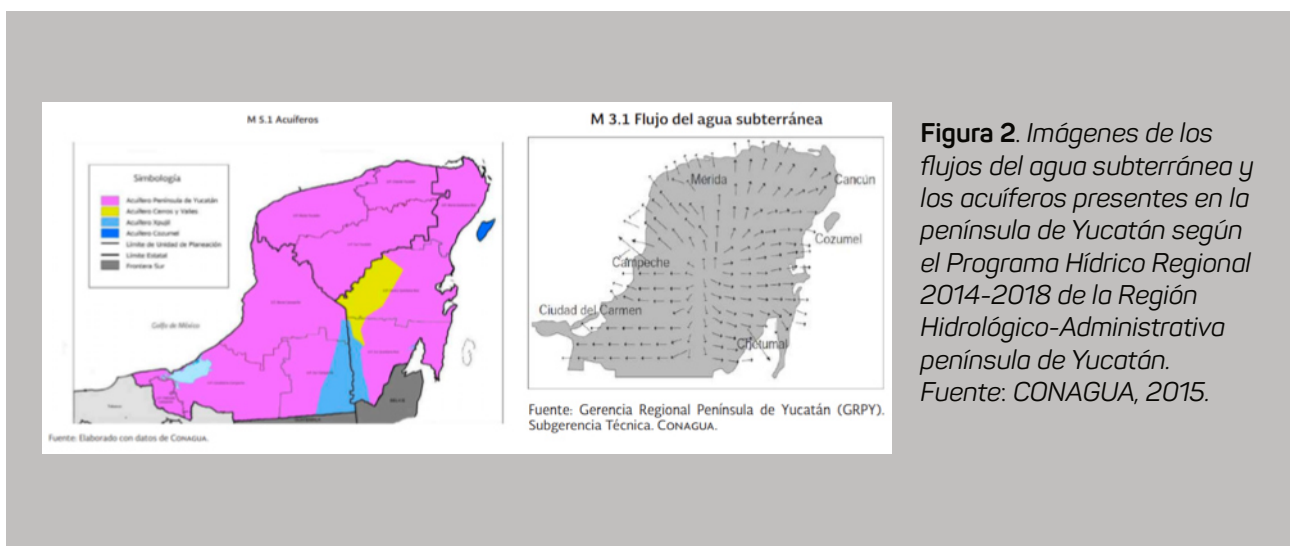 M 5.1 Acuíferos
Simbología
Acuífero Península de Yucatán
Acuífero Cerros y Valles
Acuífero Xpujil
Acuífero Cozumel
Límite de Unidad de Planeación
Límite Estatal
Frontera Sur
Golfo de México
Tabasco
Fuente: Elaborado con datos de CONAGUA.
M 3.1 Flujo del agua subterránea
Mérida
Cancún
Cozumel
Campeche
Ciudad del Carmen
Chetumal
Fuente: Gerencia Regional Península de Yucatán (GRPY).
Subgerencia Técnica. CONAGUA.
Figura 2. Imágenes de los
flujos del agua subterránea y
los acuíferos presentes en la
península de Yucatán según
el Programa Hídrico Regional
2014-2018 de la Región
Hidrológico-Administrativa
península de Yucatán.
Fuente: CONAGUA, 2015.